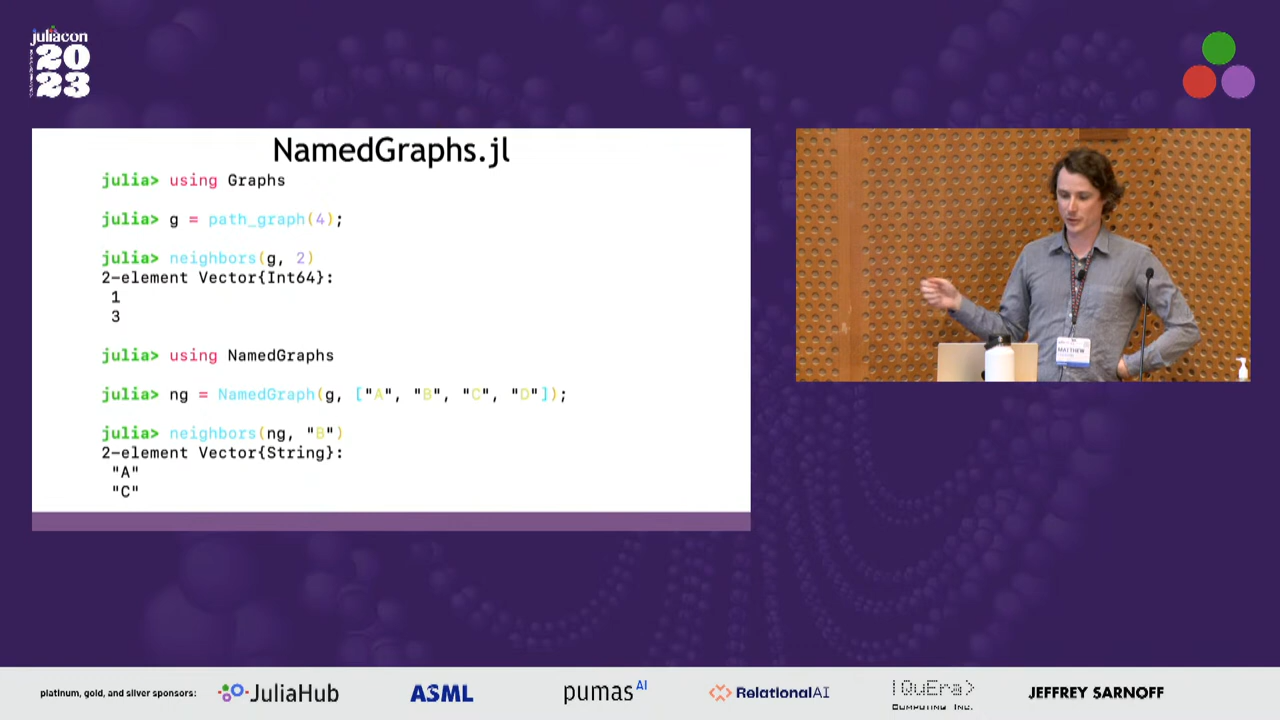 juliacon
20
23
NamedGraphs.jl
julia> using Graphs
julia> g = path_graph(4);
julia> neighbors(g, 2)
2-element Vector{Int64}:
1
3
julia> using NamedGraphs
julia> ng = NamedGraph(g, ["A", "B", "C", "D"]);
julia> neighbors(ng, "B")
2-element Vector{String}:
"A"
"C"
MATTHEW
platinum, gold, and silver sponsors:
JuliaHub
ASML
pumas AI
RelationalAI
|QuEra>
COMPUTING INC.
JEFFREY SARNOFF